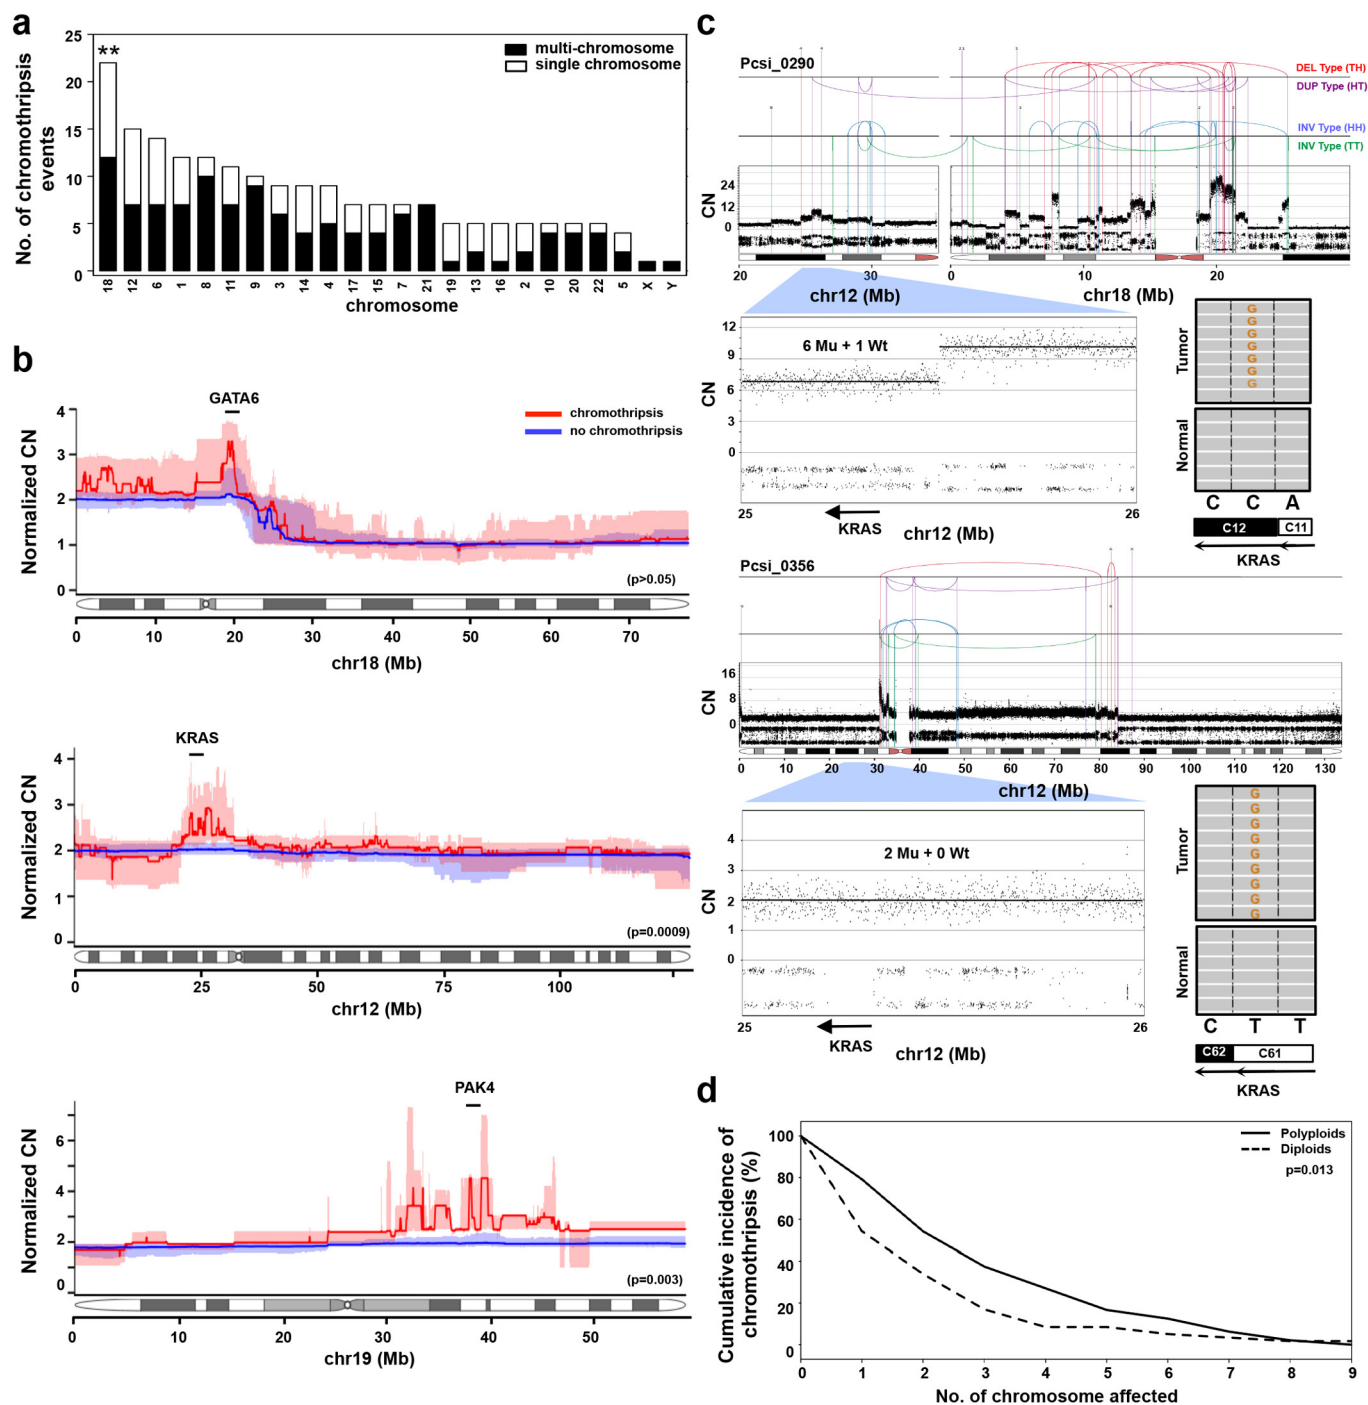 a
No. of chromothripsis
events
25
20
15
10
5
0
**
multi-chromosome
single chromosome
18 12 6 1 8 11 9 3 14 4 17 15 7 21 19 13 16 2 10 20 22 5 X Y
chromosome
b
GATA6
Normalized CN
4
3
2
1
0
chromothripsis
no chromothripsis
(p>0.05)
0 10 20 30 40 50 60 70
chr18 (Mb)
KRAS
Normalized CN
4
3
2
1
0
(p=0.0009)
0 25 50 75 100
chr12 (Mb)
PAK4
Normalized CN
6
4
2
0
(p=0.003)
0 10 20 30 40 50
chr19 (Mb)
c
Pcsi_0290
DEL Type (TH)
DUP Type (HT)
INV Type (HH)
INV Type (TT)
CN
24
12
0
20 30 0 10 20
chr12 (Mb) chr18 (Mb)
CN
12
9
6
3
0
6 Mu + 1 Wt
25 26
KRAS
chr12 (Mb)
Tumor
G
G
G
G
G
G
G
Normal
C C A
C12 C11
KRAS
Pcsi_0356
CN
16
8
0
0 10 20 30 40 50 60 70 80 90 100 110 120 130
chr12 (Mb)
CN
4
3
2
1
0
2 Mu + 0 Wt
25 26
KRAS
chr12 (Mb)
Tumor
G
G
G
G
G
G
G
G
G
Normal
C T T
C62 C61
KRAS
d
Cumulative incidence of
chromothripsis (%)
100
80
60
40
20
0
Polyploids
Diploids
p=0.013
0 1 2 3 4 5 6 7 8 9
No. of chromosome affected